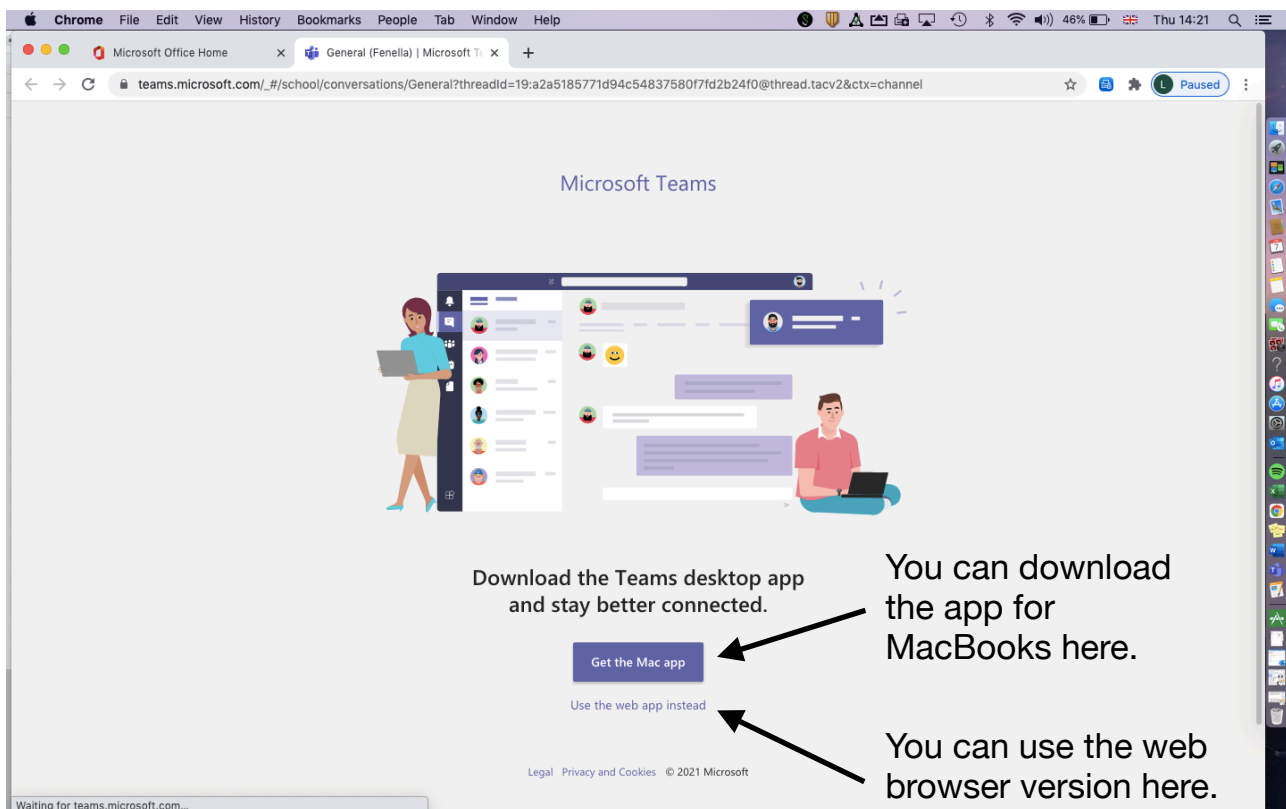 Chrome File Edit View History Bookmarks People Tab Window Help 46% Thu 14:21
Microsoft Office Home General (Fenella) | Microsoft Te
teams.microsoft.com/_#/school/conversations/General?threadId=19:a2a5185771d94c54837580f7fd2b24f0@thread.tacv2&ctx=channel L Paused
Microsoft Teams
Download the Teams desktop app
and stay better connected.
Get the Mac app
Use the web app instead
Legal Privacy and Cookies © 2021 Microsoft
You can download
the app for
MacBooks here.
You can use the web
browser version here.
Waiting for teams.microsoft.com...